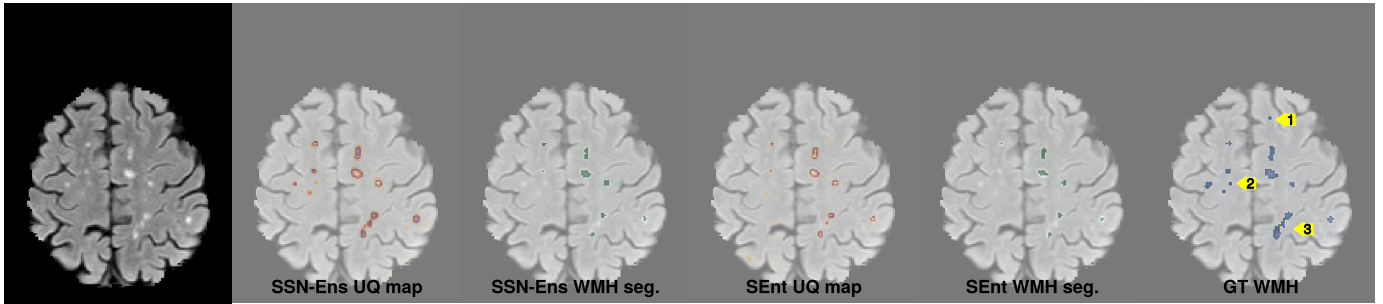 1
2
3
SSN-Ens UQ map
SSN-Ens WMH seg.
SEnt UQ map
SEnt WMH seg.
GT WMH